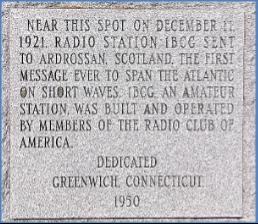 NEAR THIS SPOT ON DECEMBER 11,
1921, RADIO STATION 1BCG SENT
TO ARDROSSAN, SCOTLAND, THE FIRST
MESSAGE EVER TO SPAN THE ATLANTIC
ON SHORT WAVES. 1BCG, AN AMATEUR
STATION, WAS BUILT AND OPERATED
BY MEMBERS OF THE RADIO CLUB OF
AMERICA.
DEDICATED
GREENWICH, CONNECTICUT
1950